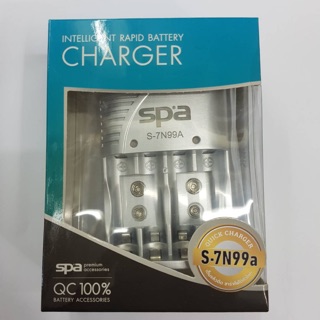 INTELLIGENT RAPID BATTERY
CHARGER
spa
S-7N99A
QUICK CHARGER
S-7N99a
spa premium
accessories
QC 100%
BATTERY ACCESSORIES